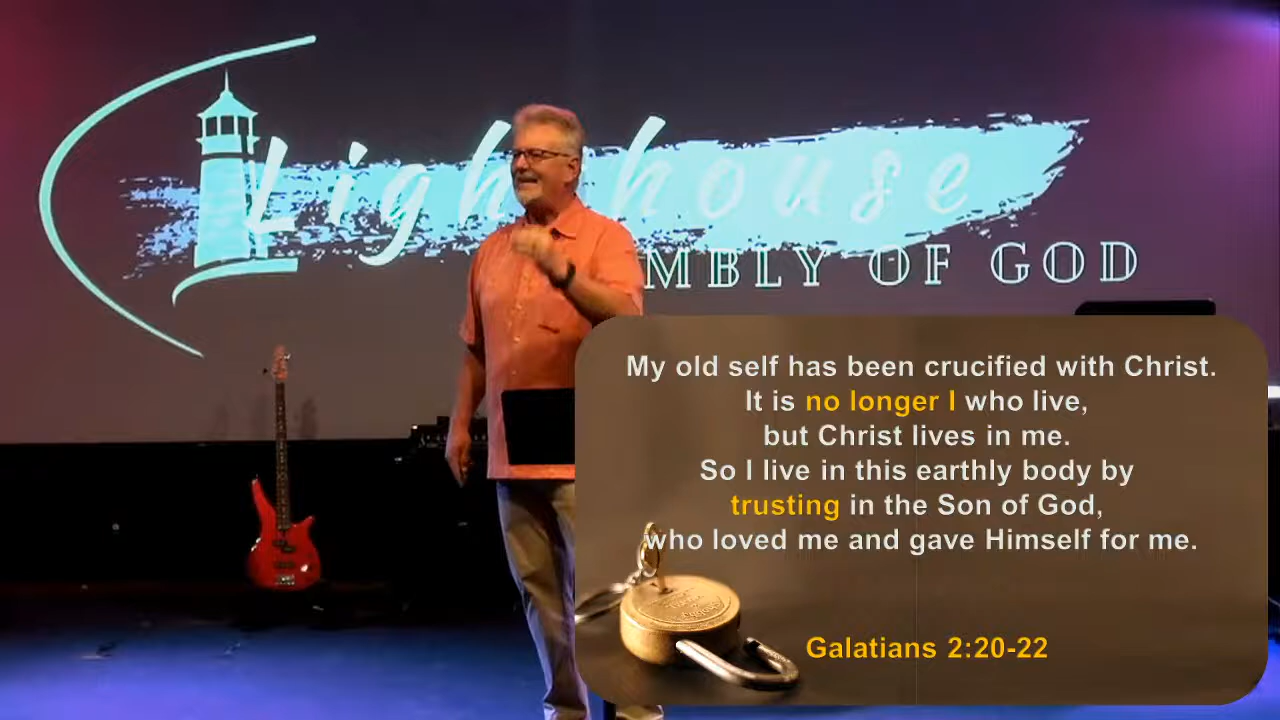 Lighthouse
MBLY OF GOD
My old self has been crucified with Christ.
It is no longer I who live,
but Christ lives in me.
So I live in this earthly body by
trusting in the Son of God,
who loved me and gave Himself for me.
Galatians 2:20-22